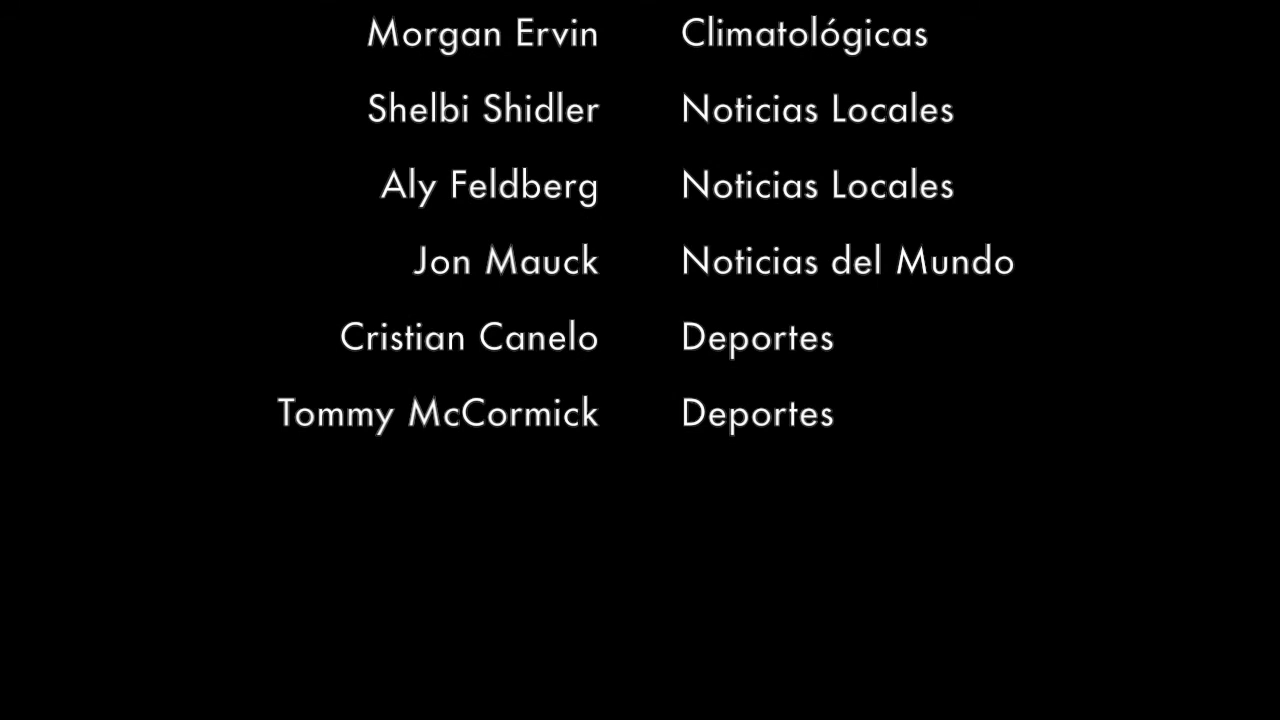 Morgan Ervin Climatológicas
Shelbi Shidler Noticias Locales
Aly Feldberg Noticias Locales
Jon Mauck Noticias del Mundo
Cristian Canelo Deportes
Tommy McCormick Deportes